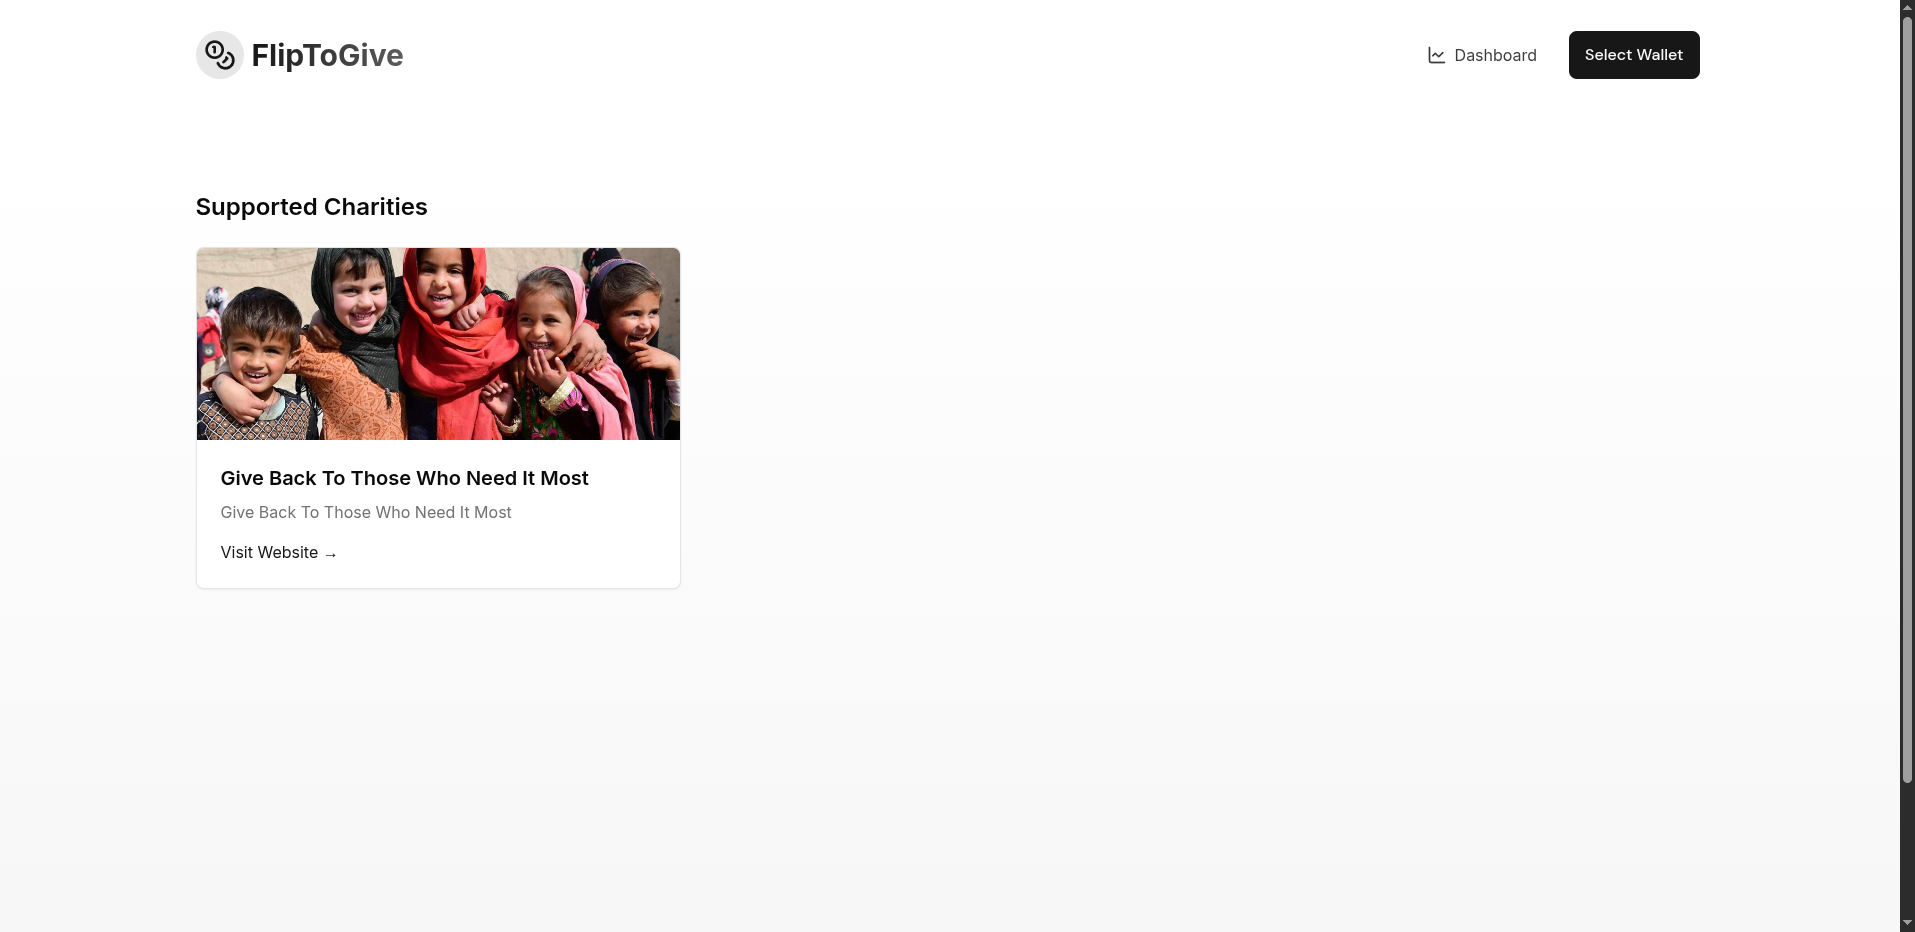 FlipToGive
Dashboard
Select Wallet
Supported Charities
Give Back To Those Who Need It Most
Give Back To Those Who Need It Most
Visit Website →